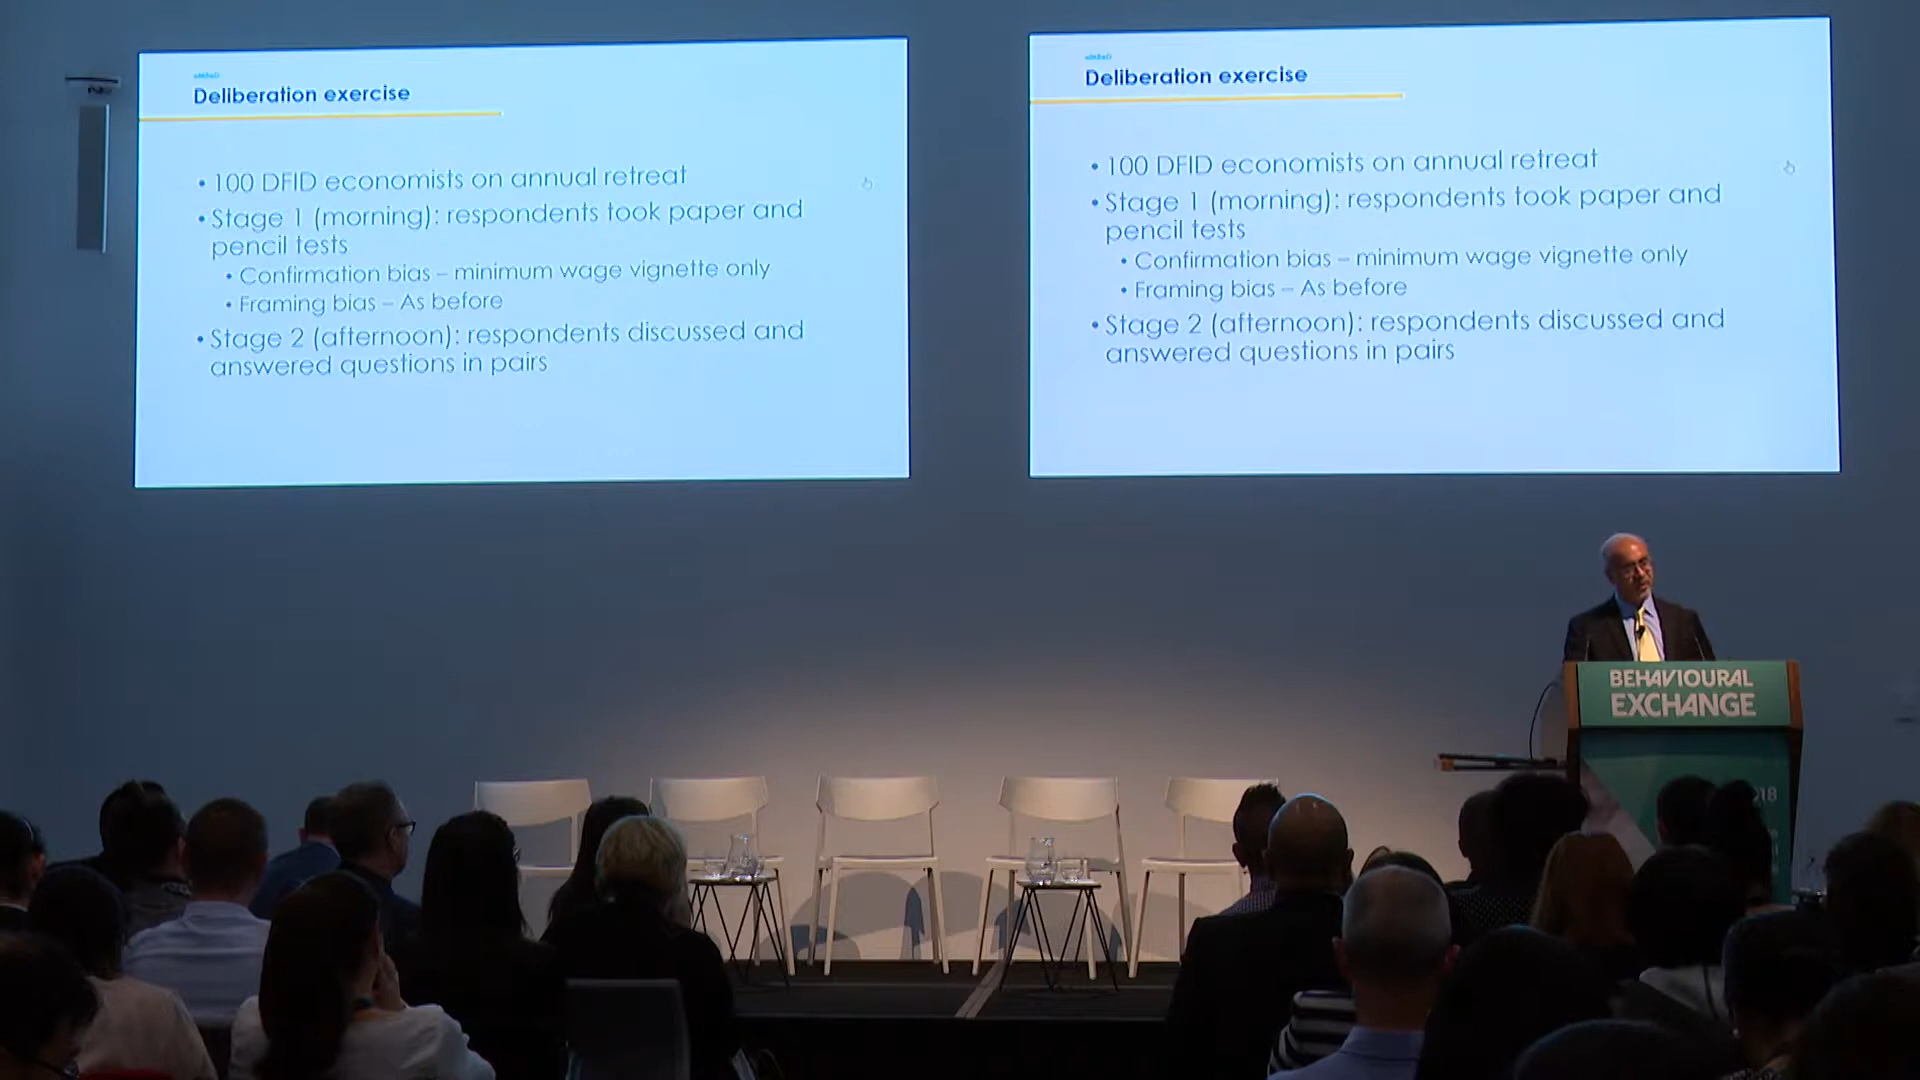 Deliberation exercise
• 100 DFID economists on annual retreat
• Stage 1 (morning): respondents took paper and
pencil tests
• Confirmation bias – minimum wage vignette only
• Framing bias – As before
• Stage 2 (afternoon): respondents discussed and
answered questions in pairs
Deliberation exercise
• 100 DFID economists on annual retreat
• Stage 1 (morning): respondents took paper and
pencil tests
• Confirmation bias – minimum wage vignette only
• Framing bias – As before
• Stage 2 (afternoon): respondents discussed and
answered questions in pairs
BEHAVIOURAL
EXCHANGE